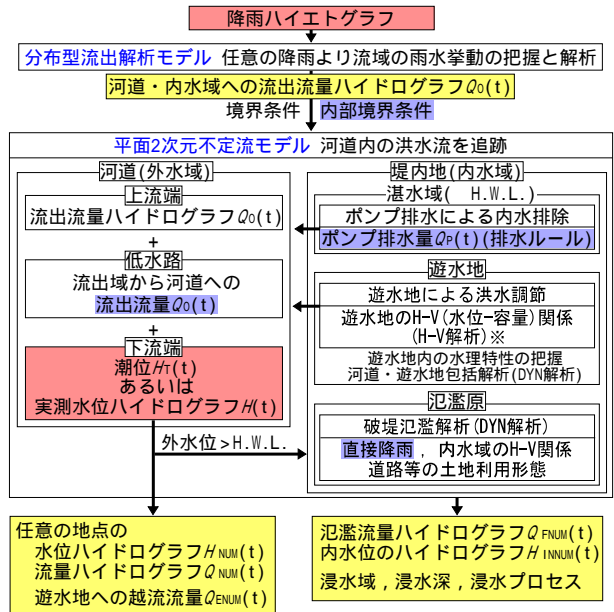 降雨ハイエトグラフ
分布型流出解析モデル 任意の降雨より流域の雨水挙動の把握と解析
河道・内水域への流出流量ハイドログラフQ0(t)
境界条件 内部境界条件
平面2次元不定流モデル 河道内の洪水流を追跡
河道(外水域)
上流端
流出流量ハイドログラフQ0(t)
+
低水路
流出域から河道への
流出流量Q0(t)
+
下流端
潮位HT(t)
あるいは
実測水位ハイドログラフH(t)
堤内地(内水域)
湛水域( H.W.L.)
ポンプ排水による内水排除
ポンプ排水量QP(t)(排水ルール)
遊水地
遊水地による洪水調節
遊水地のH-V(水位-容量)関係
(H-V解析)※
遊水地内の水理特性の把握
河道・遊水地包括解析(DYN解析)
氾濫原
破堤氾濫解析(DYN解析)
直接降雨, 内水域のH-V関係
道路等の土地利用形態
外水位>H.W.L.
任意の地点の
水位ハイドログラフHNUM(t)
流量ハイドログラフQNUM(t)
遊水地への越流流量QENUM(t)
氾濫流量ハイドログラフQFNUM(t)
内水位のハイドログラフHINNUM(t)
浸水域,浸水深,浸水プロセス